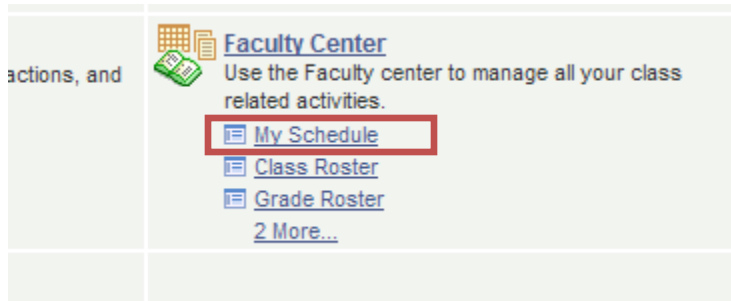 actions, and
Faculty Center
Use the Faculty center to manage all your class
related activities.
My Schedule
Class Roster
Grade Roster
2 More...